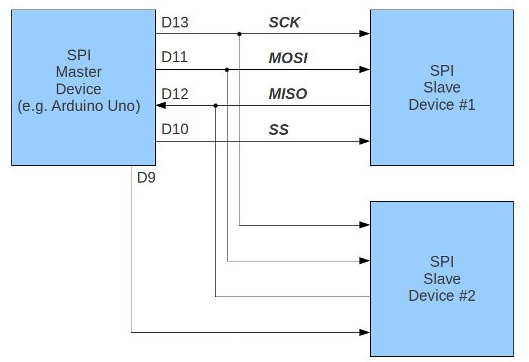 D13
SCK
SPI
Master
Device
(e.g. Arduino Uno)
D11
MOSI
D12
MISO
D10
SS
SPI
Slave
Device #1
D9
SPI
Slave
Device #2